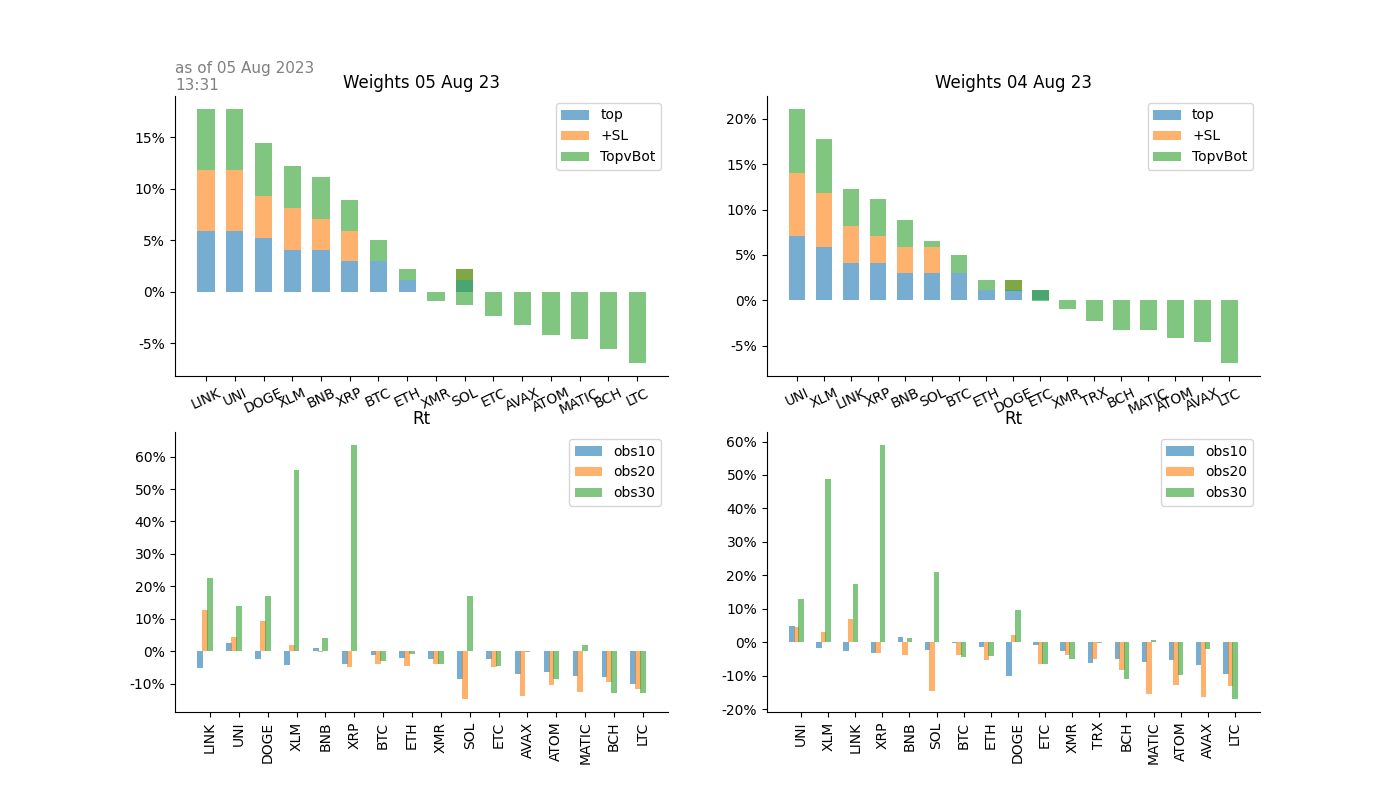 as of 05 Aug 2023
13:31
Weights 05 Aug 23
15%
10%
5%
0%
-5%
top
+SL
TopvBot
LINK UNI DOGE XLM BNB XRP BTC ETH XMR SOL ETC AVAX ATOM MATIC BCH LTC
Weights 04 Aug 23
20%
15%
10%
5%
0%
-5%
top
+SL
TopvBot
UNI XLM LINK XRP BNB SOL BTC ETH DOGE ETC XMR TRX BCH MATIC ATOM AVAX LTC
Rt
60%
50%
40%
30%
20%
10%
0%
-10%
obs10
obs20
obs30
LINK UNI DOGE XLM BNB XRP BTC ETH XMR SOL ETC AVAX ATOM MATIC BCH LTC
Rt
60%
50%
40%
30%
20%
10%
0%
-10%
-20%
obs10
obs20
obs30
UNI XLM LINK XRP BNB SOL BTC ETH DOGE ETC XMR TRX BCH MATIC ATOM AVAX LTC